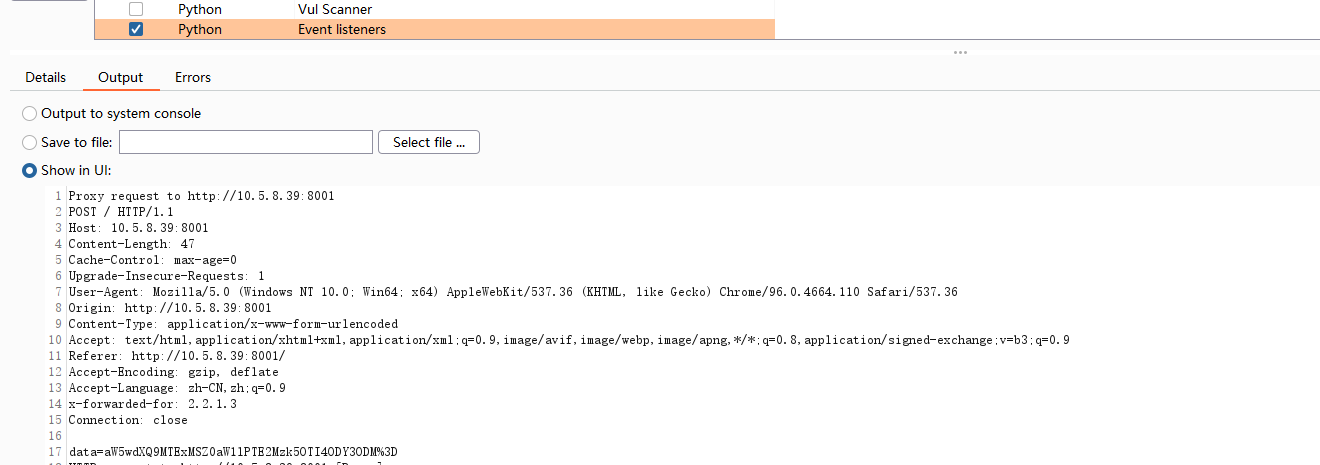 Python Vul Scanner
Python Event listeners
Details Output Errors
Output to system console
Save to file: Select file ...
Show in UI:
1 Proxy request to http://10.5.8.39:8001
2 POST / HTTP/1.1
3 Host: 10.5.8.39:8001
4 Content-Length: 47
5 Cache-Control: max-age=0
6 Upgrade-Insecure-Requests: 1
7 User-Agent: Mozilla/5.0 (Windows NT 10.0; Win64; x64) AppleWebKit/537.36 (KHTML, like Gecko) Chrome/96.0.4664.110 Safari/537.36
8 Origin: http://10.5.8.39:8001
9 Content-Type: application/x-www-form-urlencoded
10 Accept: text/html,application/xhtml+xml,application/xml;q=0.9,image/avif,image/webp,image/apng,*/*;q=0.8,application/signed-exchange;v=b3;q=0.9
11 Referer: http://10.5.8.39:8001/
12 Accept-Encoding: gzip, deflate
13 Accept-Language: zh-CN,zh;q=0.9
14 x-forwarded-for: 2.2.1.3
15 Connection: close
16
17 data=aW5wdXQ9MTExMSZ0aW1lPTE2Mzk5OTI4ODY3ODM%3D